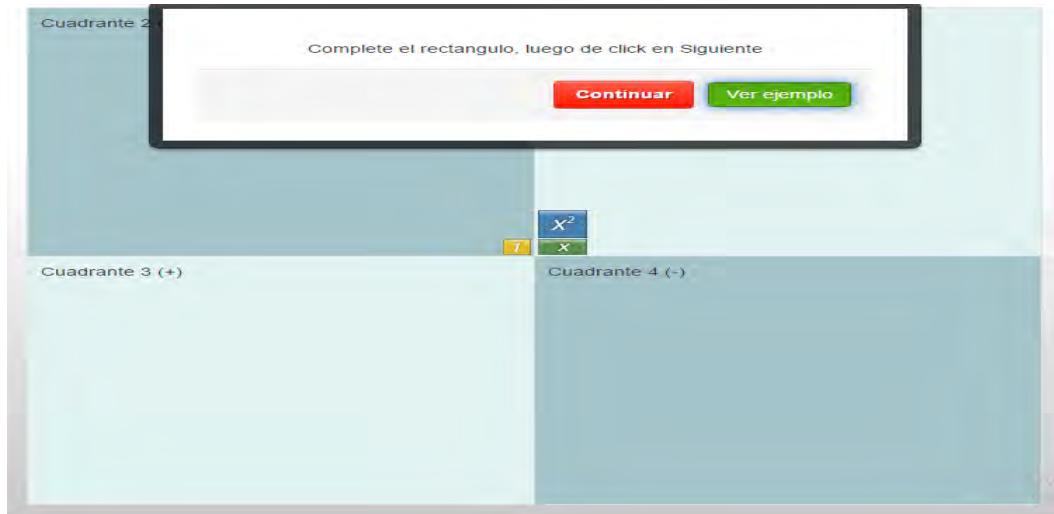 Cuadrante 2
Complete el rectangulo, luego de click en Siguiente
Continuar
Ver ejemplo
x²
1
x
Cuadrante 3 (+)
Cuadrante 4 (-)